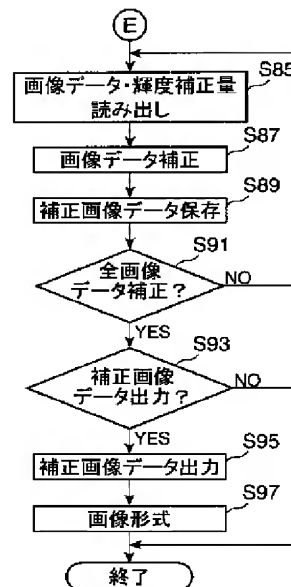 E
S85
画像データ・輝度補正量
読み出し
S87
画像データ補正
S89
補正画像データ保存
S91
全画像
データ補正?
NO
YES
S93
補正画像
データ出力?
NO
YES
S95
補正画像データ出力
S97
画像形式
終了